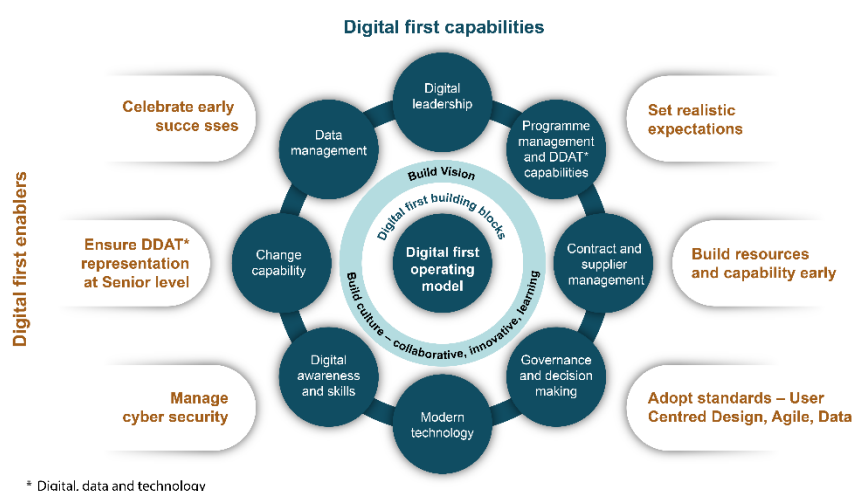 Digital first capabilities
Digital first enablers
Celebrate early
succe sses
Ensure DDAT*
representation
at Senior level
Manage
cyber security
Digital
leadership
Programme
management
and DDAT*
capabilities
Contract and
supplier
management
Governance
and decision
making
Modern
technology
Digital
awareness
and skills
Change
capability
Data
management
Build Vision
Digital first building blocks
Digital first
operating
model
Build culture – collaborative, innovative, learning
Set realistic
expectations
Build resources
and capability early
Adopt standards – User
Centred Design, Agile, Data
* Digital, data and technology